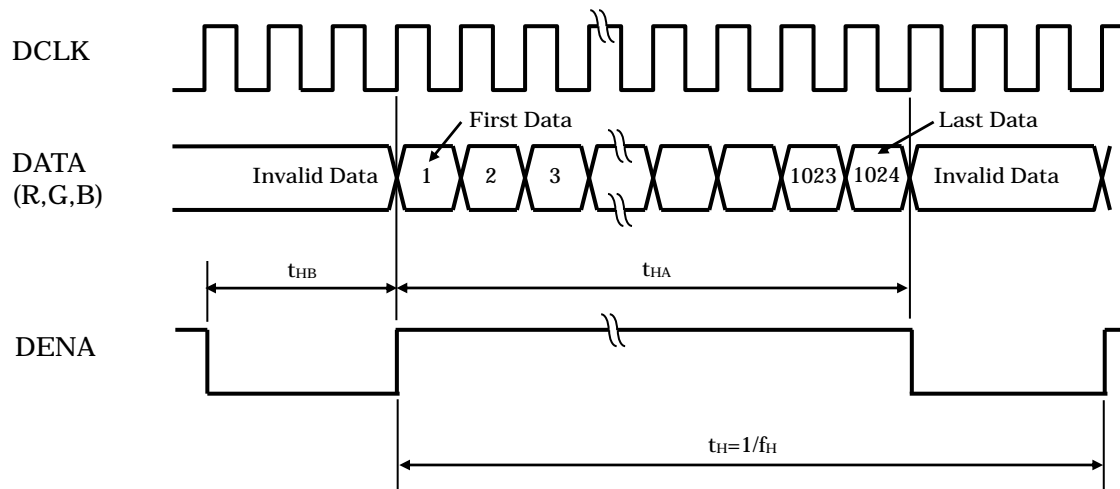 DCLK
First Data
Last Data
DATA
(R,G,B)
Invalid Data
1
2
3
1023
1024
Invalid Data
tHB
tHA
DENA
tH=1/fH